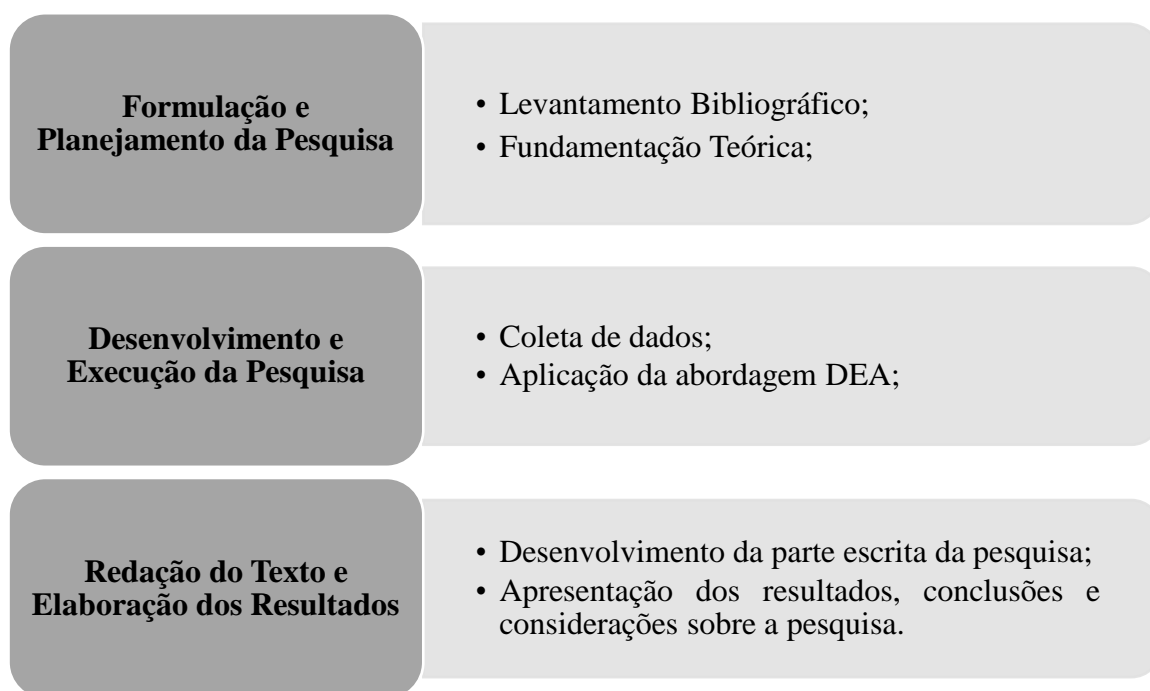 Formulação e
Planejamento da Pesquisa
• Levantamento Bibliográfico;
• Fundamentação Teórica;
Desenvolvimento e
Execução da Pesquisa
• Coleta de dados;
• Aplicação da abordagem DEA;
Redação do Texto e
Elaboração dos Resultados
• Desenvolvimento da parte escrita da pesquisa;
• Apresentação dos resultados, conclusões e
considerações sobre a pesquisa.